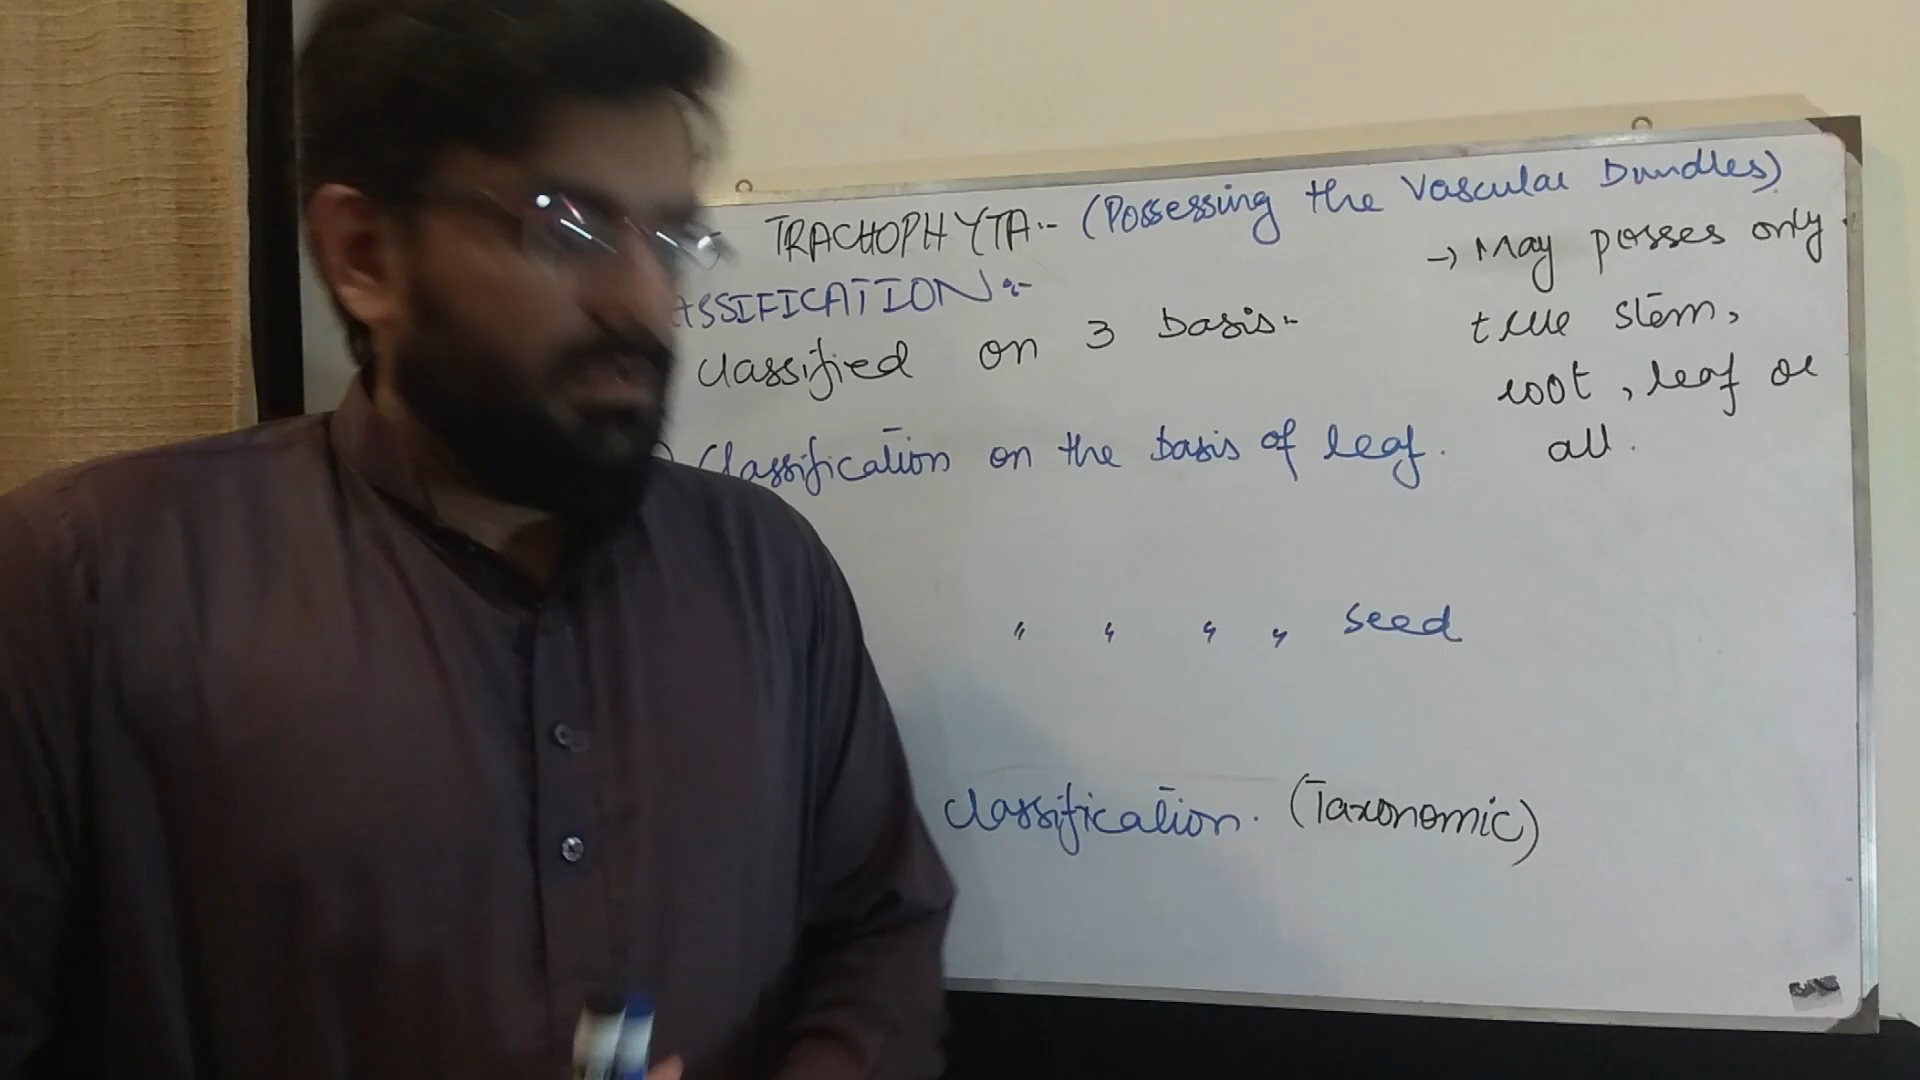 TRACHOPHYTA:- (Possessing the Vascular Bundles)
→ May posses only
true stem,
root, leaf or
all.
ASSIFICATION:-
Classified on 3 basis:-
Classification on the basis of leaf.
" " " " seed
Classification. (Taxonomic)